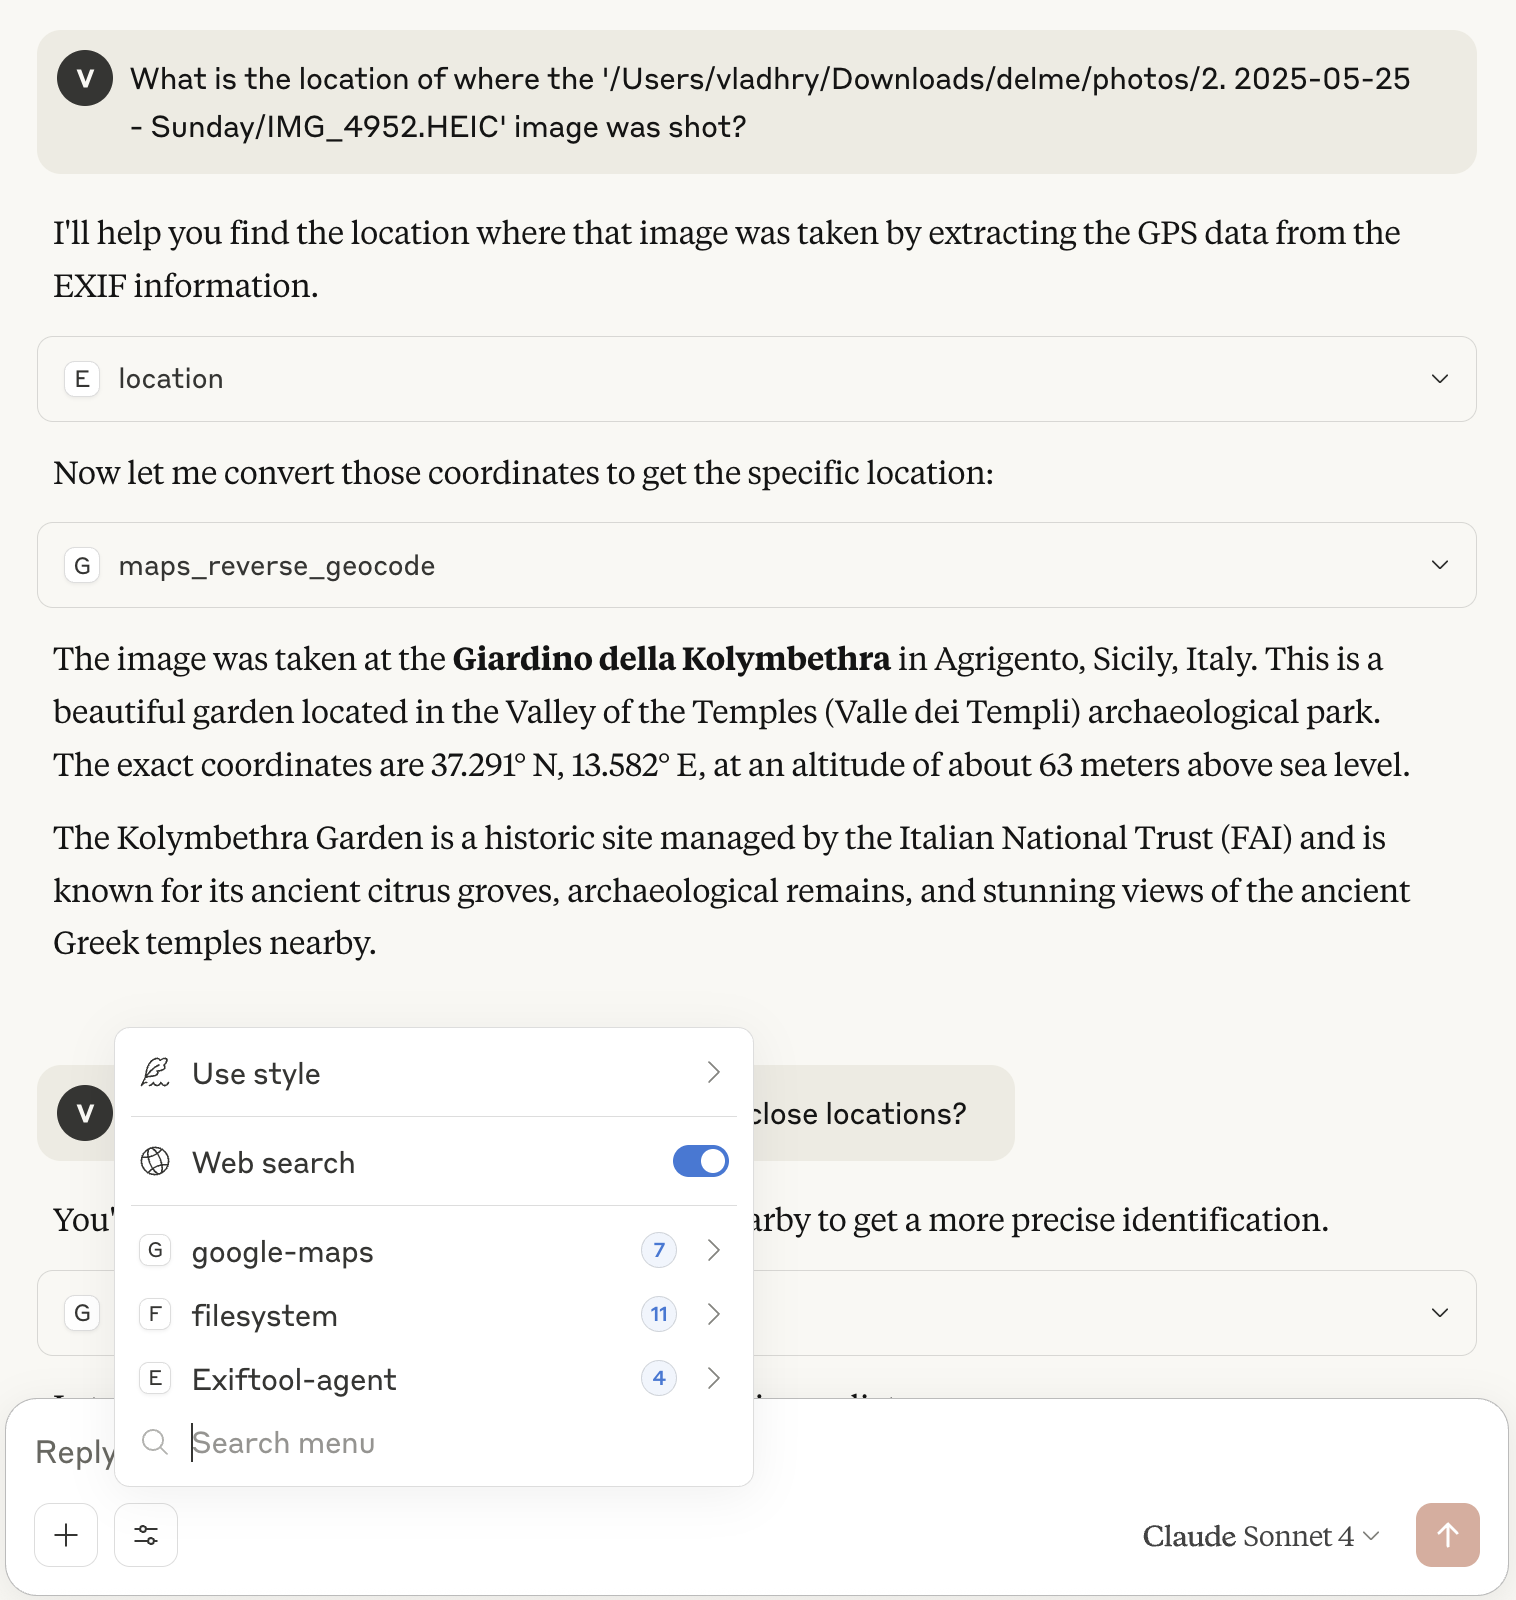 V
What is the location of where the '/Users/vladhry/Downloads/delme/photos/2. 2025-05-25
- Sunday/IMG_4952.HEIC' image was shot?
I'll help you find the location where that image was taken by extracting the GPS data from the
EXIF information.
E location
Now let me convert those coordinates to get the specific location:
G maps_reverse_geocode
The image was taken at the Giardino della Kolymbethra in Agrigento, Sicily, Italy. This is a
beautiful garden located in the Valley of the Temples (Valle dei Templi) archaeological park.
The exact coordinates are 37.291° N, 13.582° E, at an altitude of about 63 meters above sea level.
The Kolymbethra Garden is a historic site managed by the Italian National Trust (FAI) and is
known for its ancient citrus groves, archaeological remains, and stunning views of the ancient
Greek temples nearby.
Use style
V
close locations?
Web search
You'
arby to get a more precise identification.
google-maps 7
G
filesystem 11
F
Exiftool-agent 4
E
Search menu
Reply
G
Claude Sonnet 4